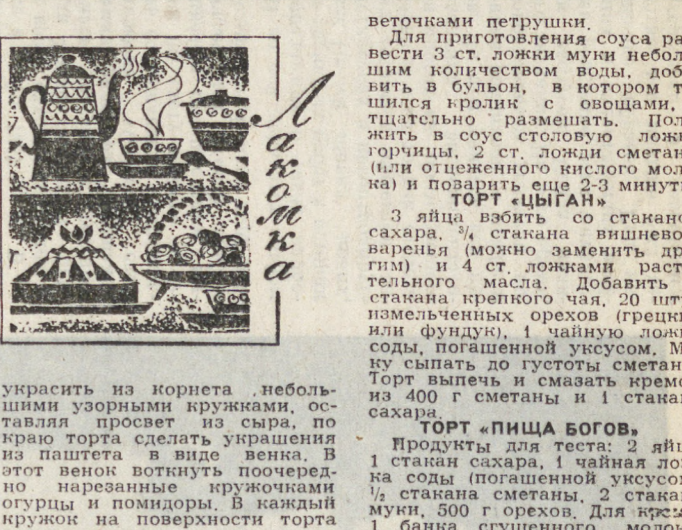 Лакомка
украсить из корнета неболь-
шими узорными кружками, ос-
тавляя просвет из сыра, по
краю торта сделать украшения
из паштета в виде венка. В
этот венок воткнуть поочеред-
но нарезанные кружочками
огурцы и помидоры. В каждый
кружок на поверхности торта
веточками петрушки.
Для приготовления соуса ра
вести 3 ст. ложки муки небол
шим количеством воды, доб
вить в бульон, в котором т
шился кролик с овощами,
тщательно размешать. Пол
жить в соус столовую лож
горчицы, 2 ст. ложди сметан
(или отцеженного кислого мол
ка) и поварить еще 2-3 минут
ТОРТ «ЦЫГАН»
3 яйца взбить со стакано
сахара, 3/4 стакана вишнево
варенья (можно заменить др
гим) и 4 ст. ложками раст
тельного масла. Добавить
стакана крепкого чая, 20 шт
измельченных орехов (грецк
или фундук), 1 чайную лож
соды, погашенной уксусом. М
ку сыпать до густоты сметан
Торт выпечь и смазать кремо
из 400 г сметаны и 1 стака
сахара.
ТОРТ «ПИЩА БОГОВ»
Продукты для теста: 2 яйц
1 стакан сахара, 1 чайная ло
ка соды (погашенной уксусо
1/2 стакана сметаны, 2 стака
муки, 500 г орехов. Для крем
1 банка сгущенного моло